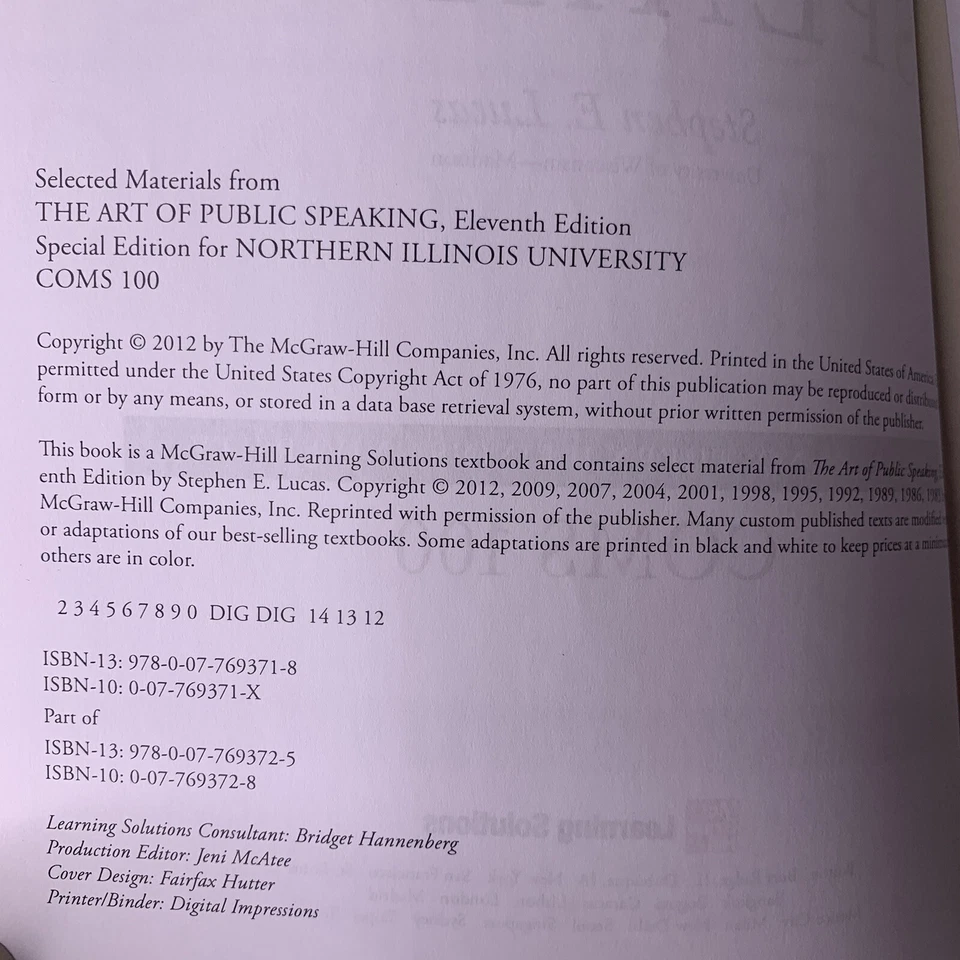 Stephen E. Lucas
Selected Materials from
THE ART OF PUBLIC SPEAKING, Eleventh Edition
Special Edition for NORTHERN ILLINOIS UNIVERSITY
COMS 100
Copyright © 2012 by The McGraw-Hill Companies, Inc. All rights reserved. Printed in the United States of America
permitted under the United States Copyright Act of 1976, no part of this publication may be reproduced or
form or by any means, or stored in a data base retrieval system, without prior written permission of the publisher.
This book is a McGraw-Hill Learning Solutions textbook and contains select material from The Art of Public Speaking,
enth Edition by Stephen E. Lucas. Copyright © 2012, 2009, 2007, 2004, 2001, 1998, 1995, 1992, 1989, 1986,
McGraw-Hill Companies, Inc. Reprinted with permission of the publisher. Many custom published texts are modified
or adaptations of our best-selling textbooks. Some adaptations are printed in black and white to keep prices at a
others are in color.
2 3 4 5 6 7 8 9 0 DIG DIG 14 13 12
ISBN-13: 978-0-07-769371-8
ISBN-10: 0-07-769371-X
Part of
ISBN-13: 978-0-07-769372-5
ISBN-10: 0-07-769372-8
Learning Solutions Consultant: Bridget Hannenberg
Production Editor: Jeni McAtee
Cover Design: Fairfax Hutter
Printer/Binder: Digital Impressions